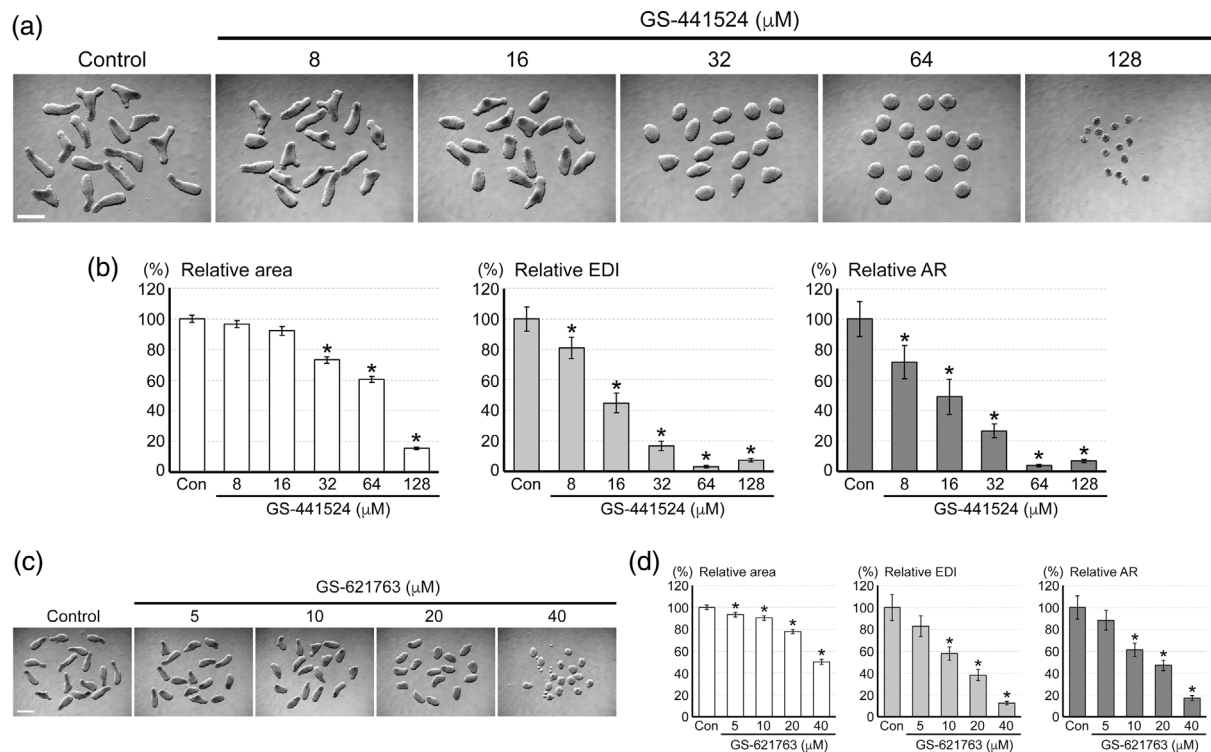 (a)
GS-441524 (μM)
Control 8 16 32 64 128
(b)
(%) Relative area
120
100
80
60
40
20
0
Con 8 16 32 64 128
GS-441524 (μM)
* * *
(%) Relative EDI
120
100
80
60
40
20
0
Con 8 16 32 64 128
GS-441524 (μM)
* * * * *
(%) Relative AR
120
100
80
60
40
20
0
Con 8 16 32 64 128
GS-441524 (μM)
* * * * *
(c)
GS-621763 (μM)
Control 5 10 20 40
(d)
(%) Relative area
120
100
80
60
40
20
0
Con 5 10 20 40
GS-621763 (μM)
* * * *
(%) Relative EDI
120
100
80
60
40
20
0
Con 5 10 20 40
GS-621763 (μM)
* * *
(%) Relative AR
120
100
80
60
40
20
0
Con 5 10 20 40
GS-621763 (μM)
* * *